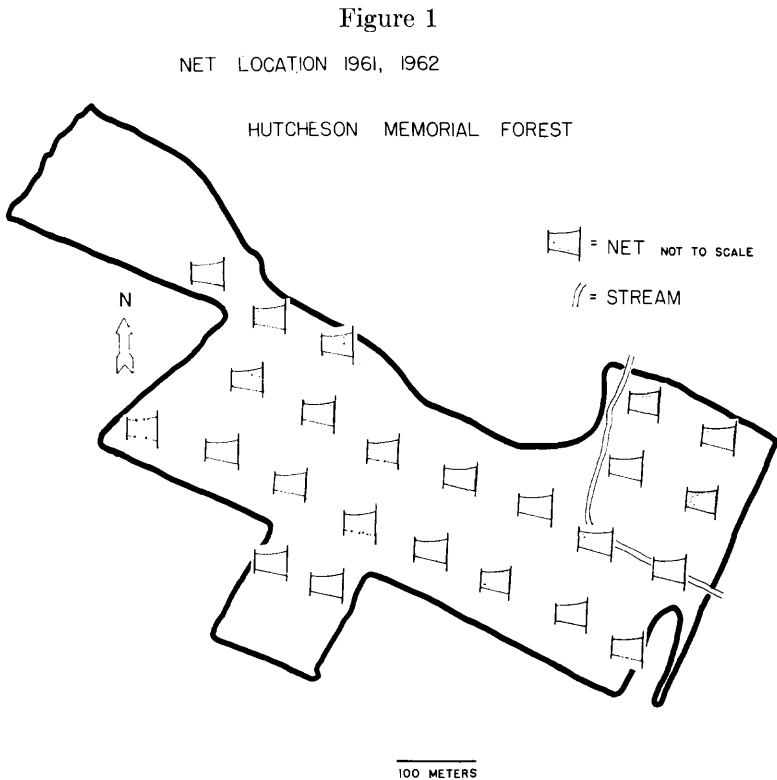 Figure 1
NET LOCATION 1961, 1962
HUTCHESON MEMORIAL FOREST
= NET NOT TO SCALE
= STREAM
N
100 METERS